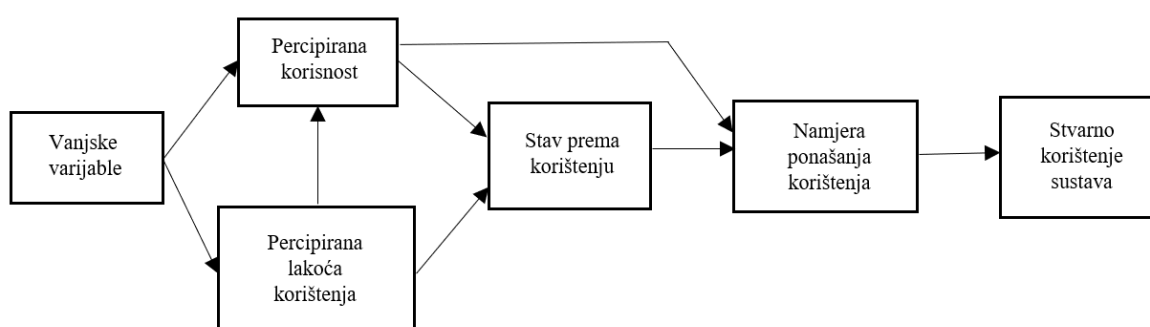 Percipirana
korisnost
Vanjske
varijable
Stav prema
korištenju
Namjera
ponašanja
korištenja
Stvarno
korištenje
sustava
Percipirana
lakoća
korištenja